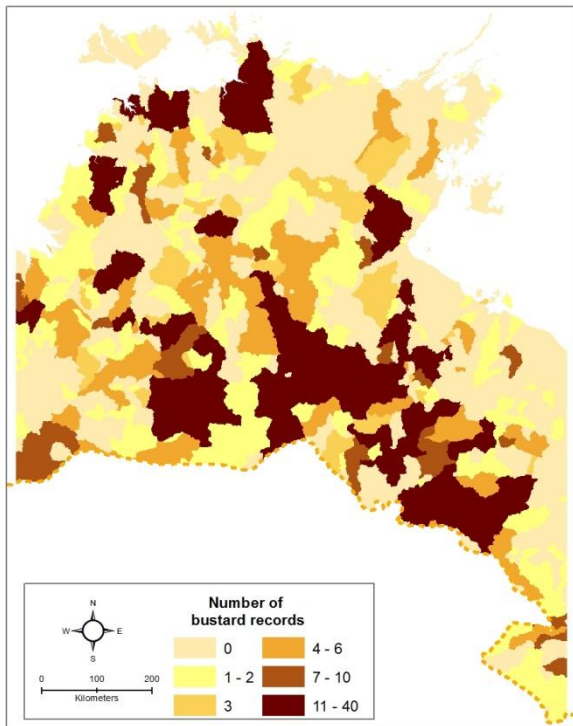 Number of
bustard records
N
W E
S
0 4 - 6
1 - 2 7 - 10
3 11 - 40
0 100 200
Kilometers